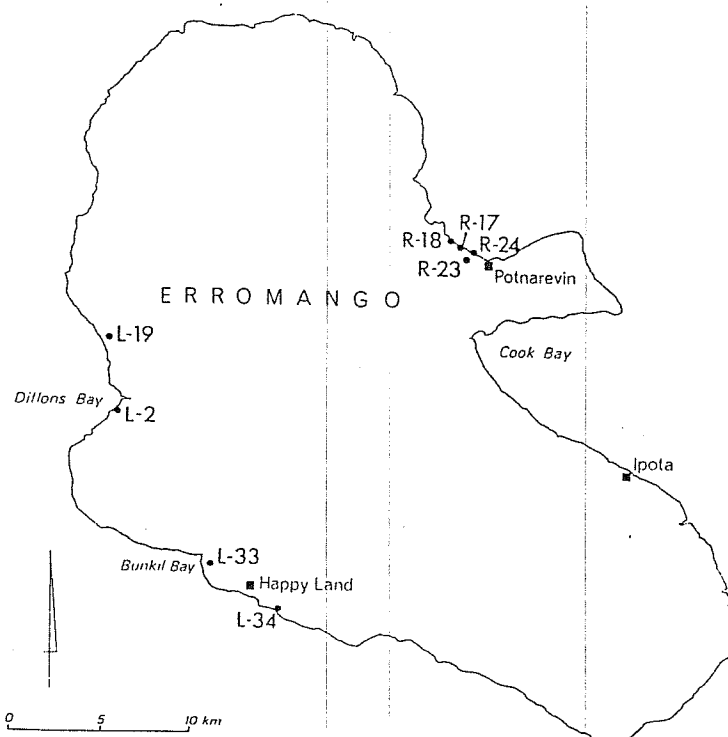 R-17
R-18
R-24
R-23
Potnarevin
ERROMANGO
L-19
Cook Bay
Dillons Bay
L-2
Ipota
L-33
Bunkil Bay
Happy Land
L-34
0 5 10 km